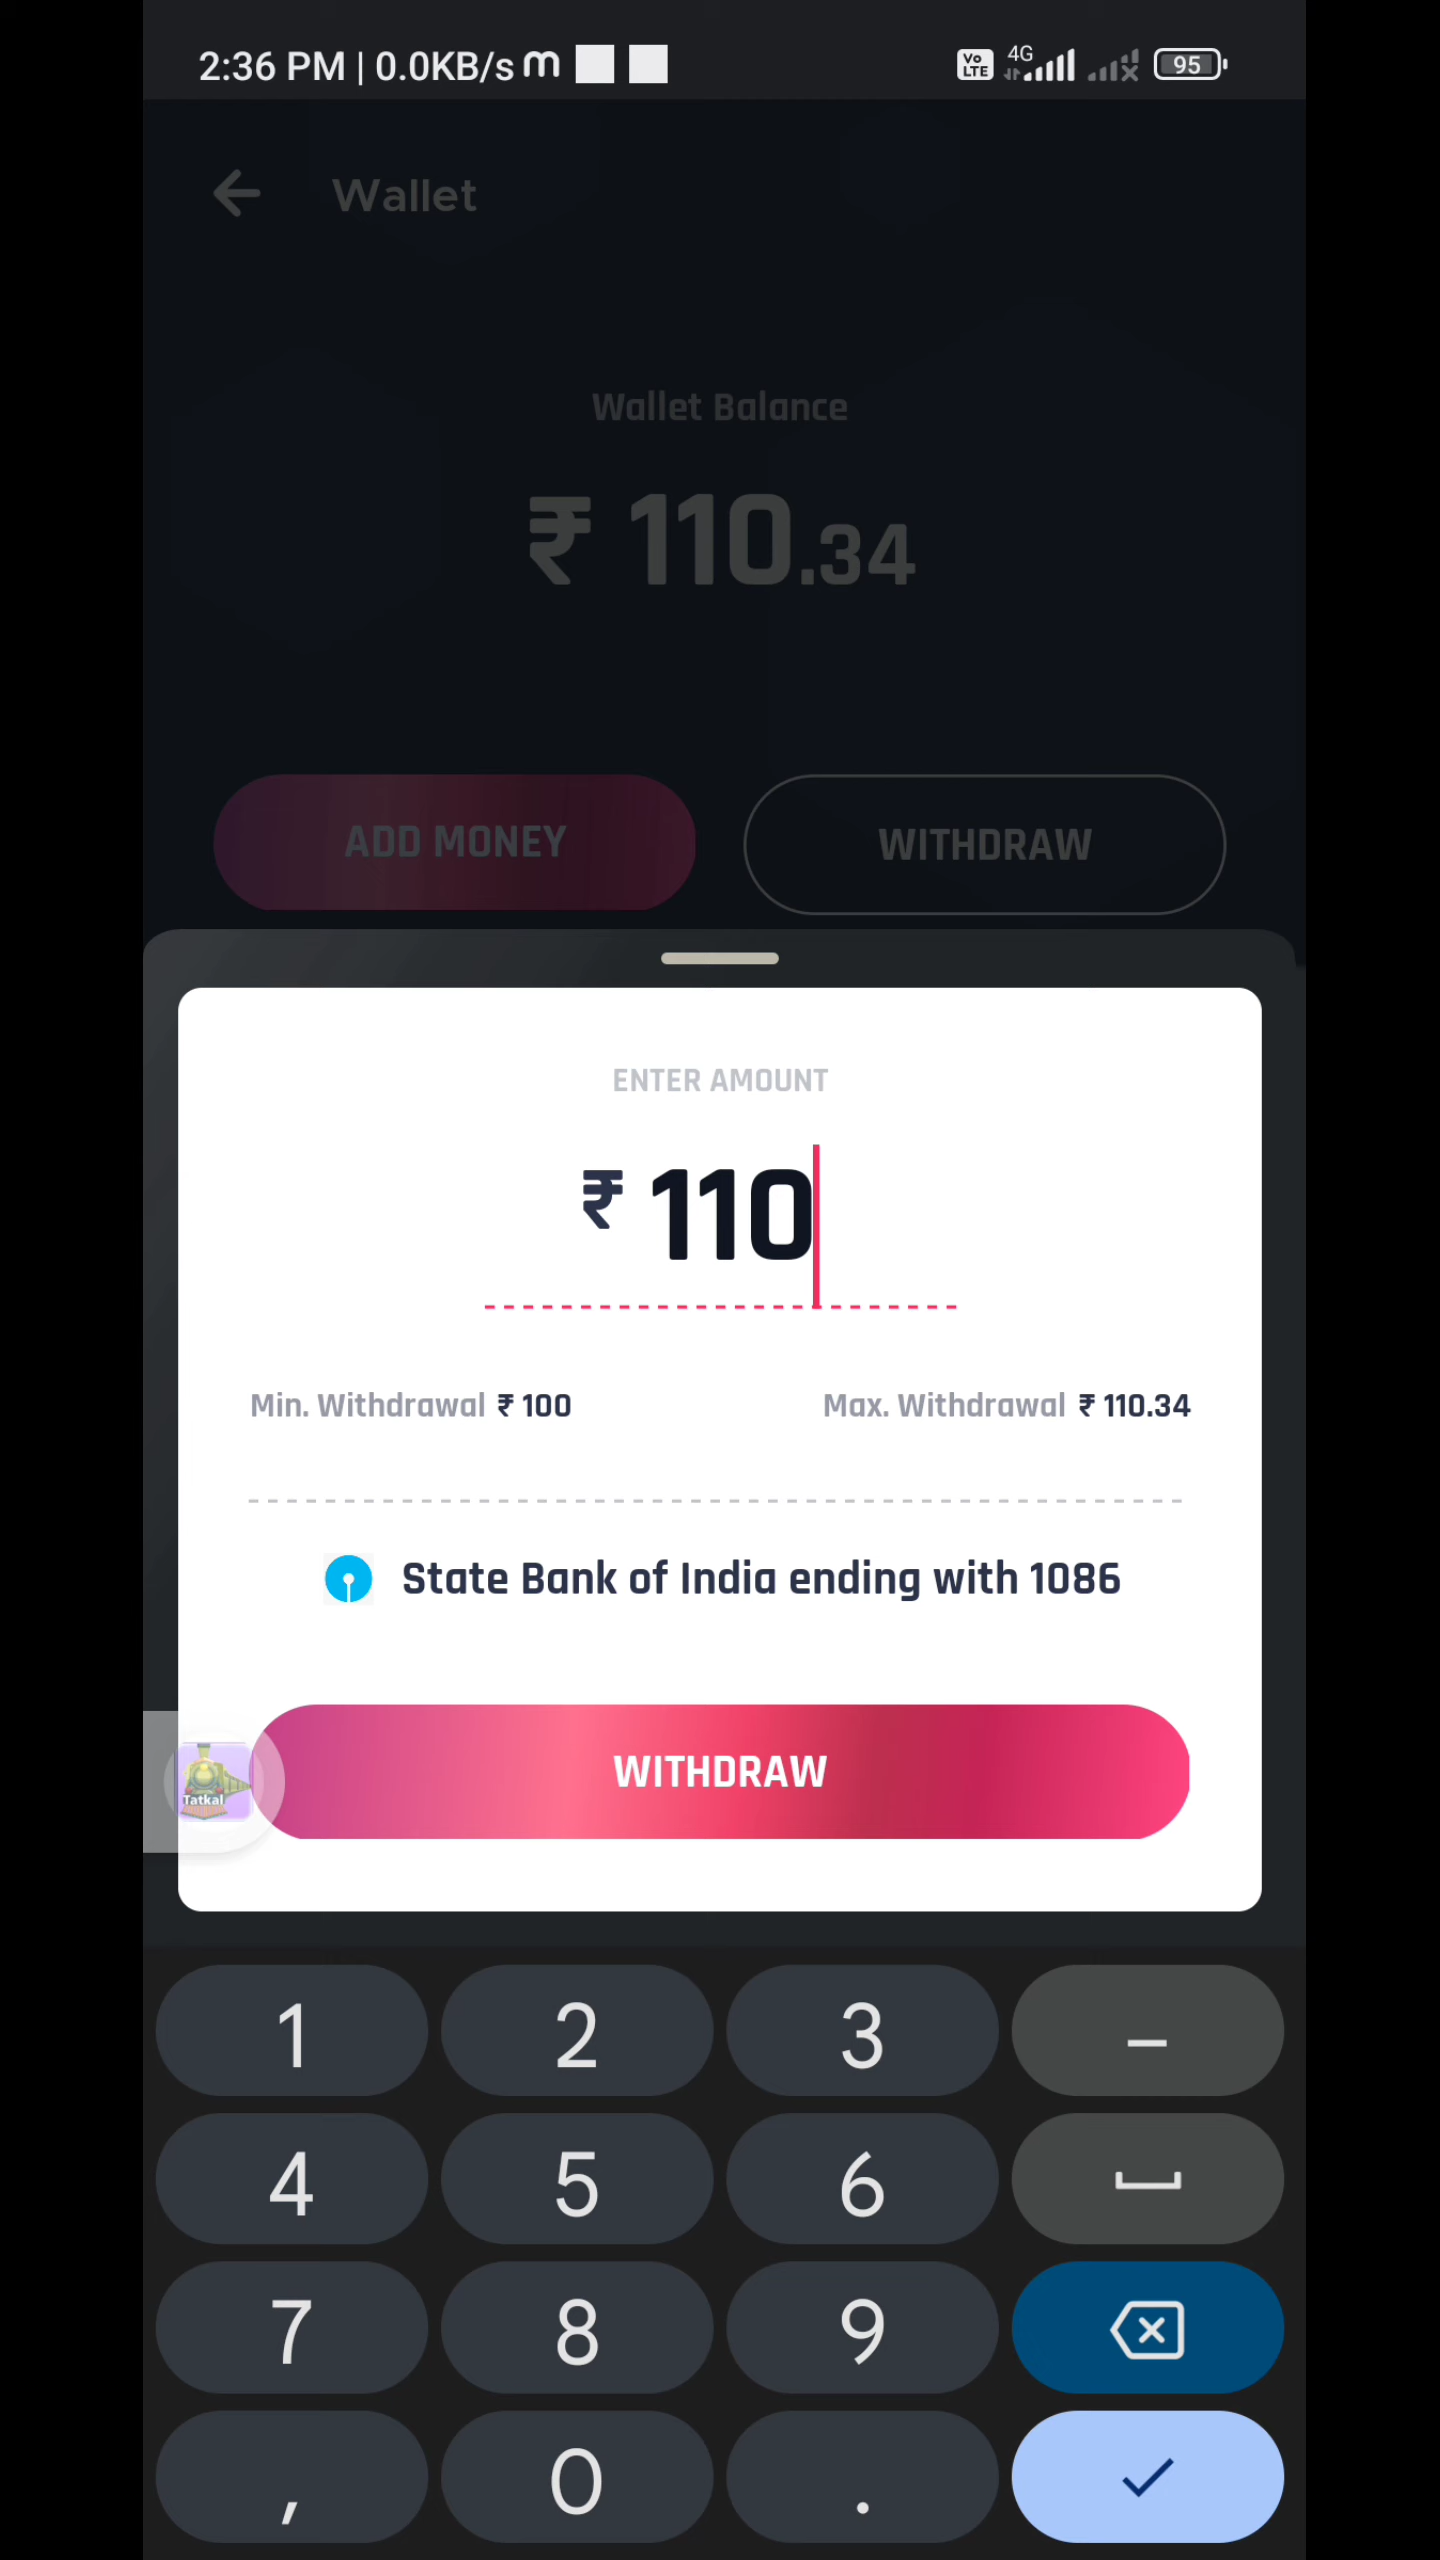 2:36 PM | 0.0KB/s m
Vo LTE 4G 95
Wallet
Wallet Balance
₹ 110.34
ADD MONEY
WITHDRAW
ENTER AMOUNT
₹ 110
Min. Withdrawal ₹ 100
Max. Withdrawal ₹ 110.34
State Bank of India ending with 1086
Tatkal
WITHDRAW
1 2 3 –
4 5 6
7 8 9
, 0 .